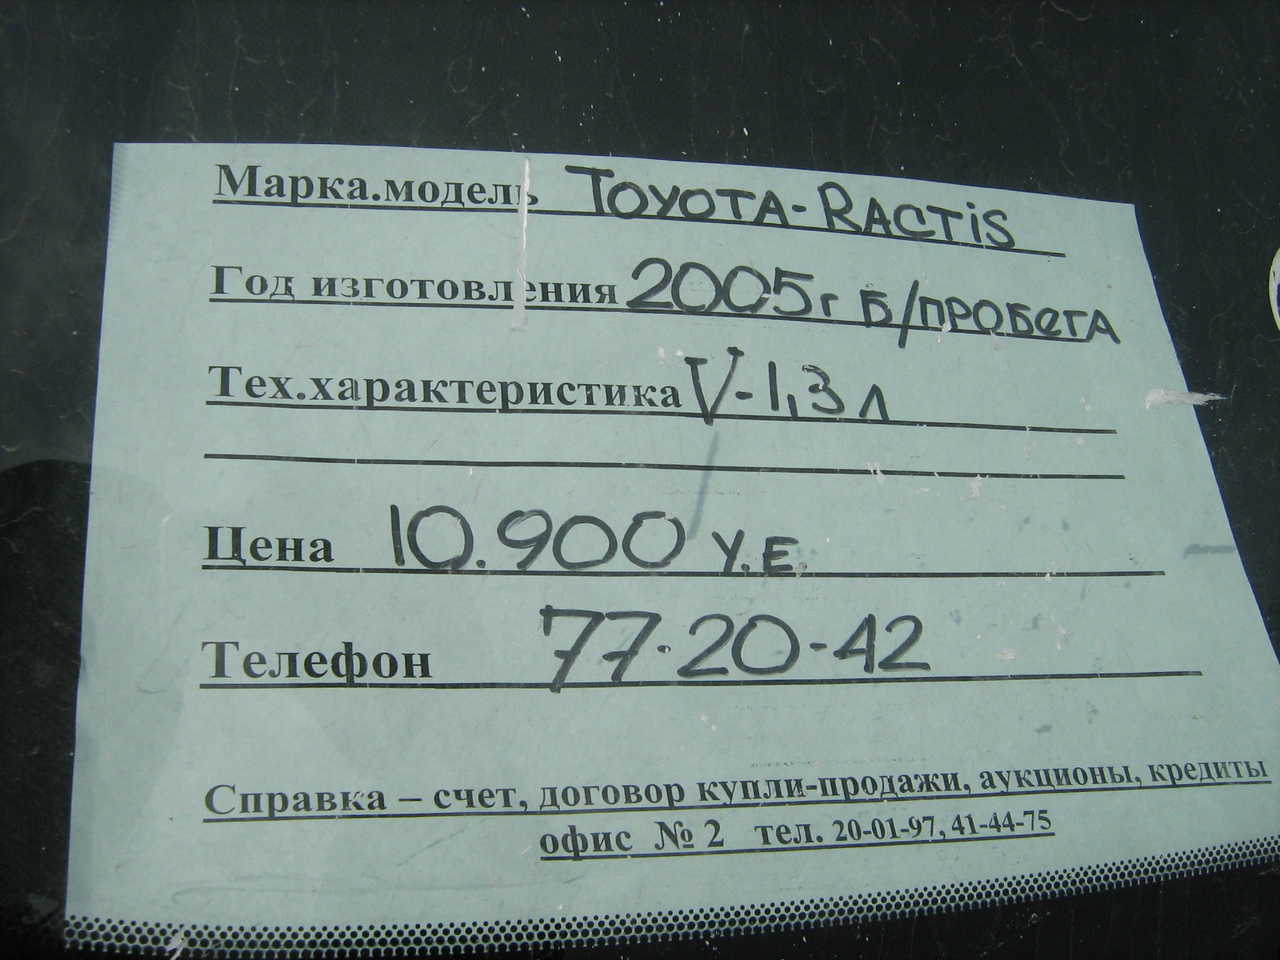 Марка.модель TOYOTA-RACTiS
Год изготовления 2005г Б/ПРОБеГА
Тех.характеристика V-1,3 л
Цена 10.900 У.Е.
Телефон 77-20-42
Справка – счет, договор купли-продажи, аукционы, кредиты
офис № 2 тел. 20-01-97, 41-44-75